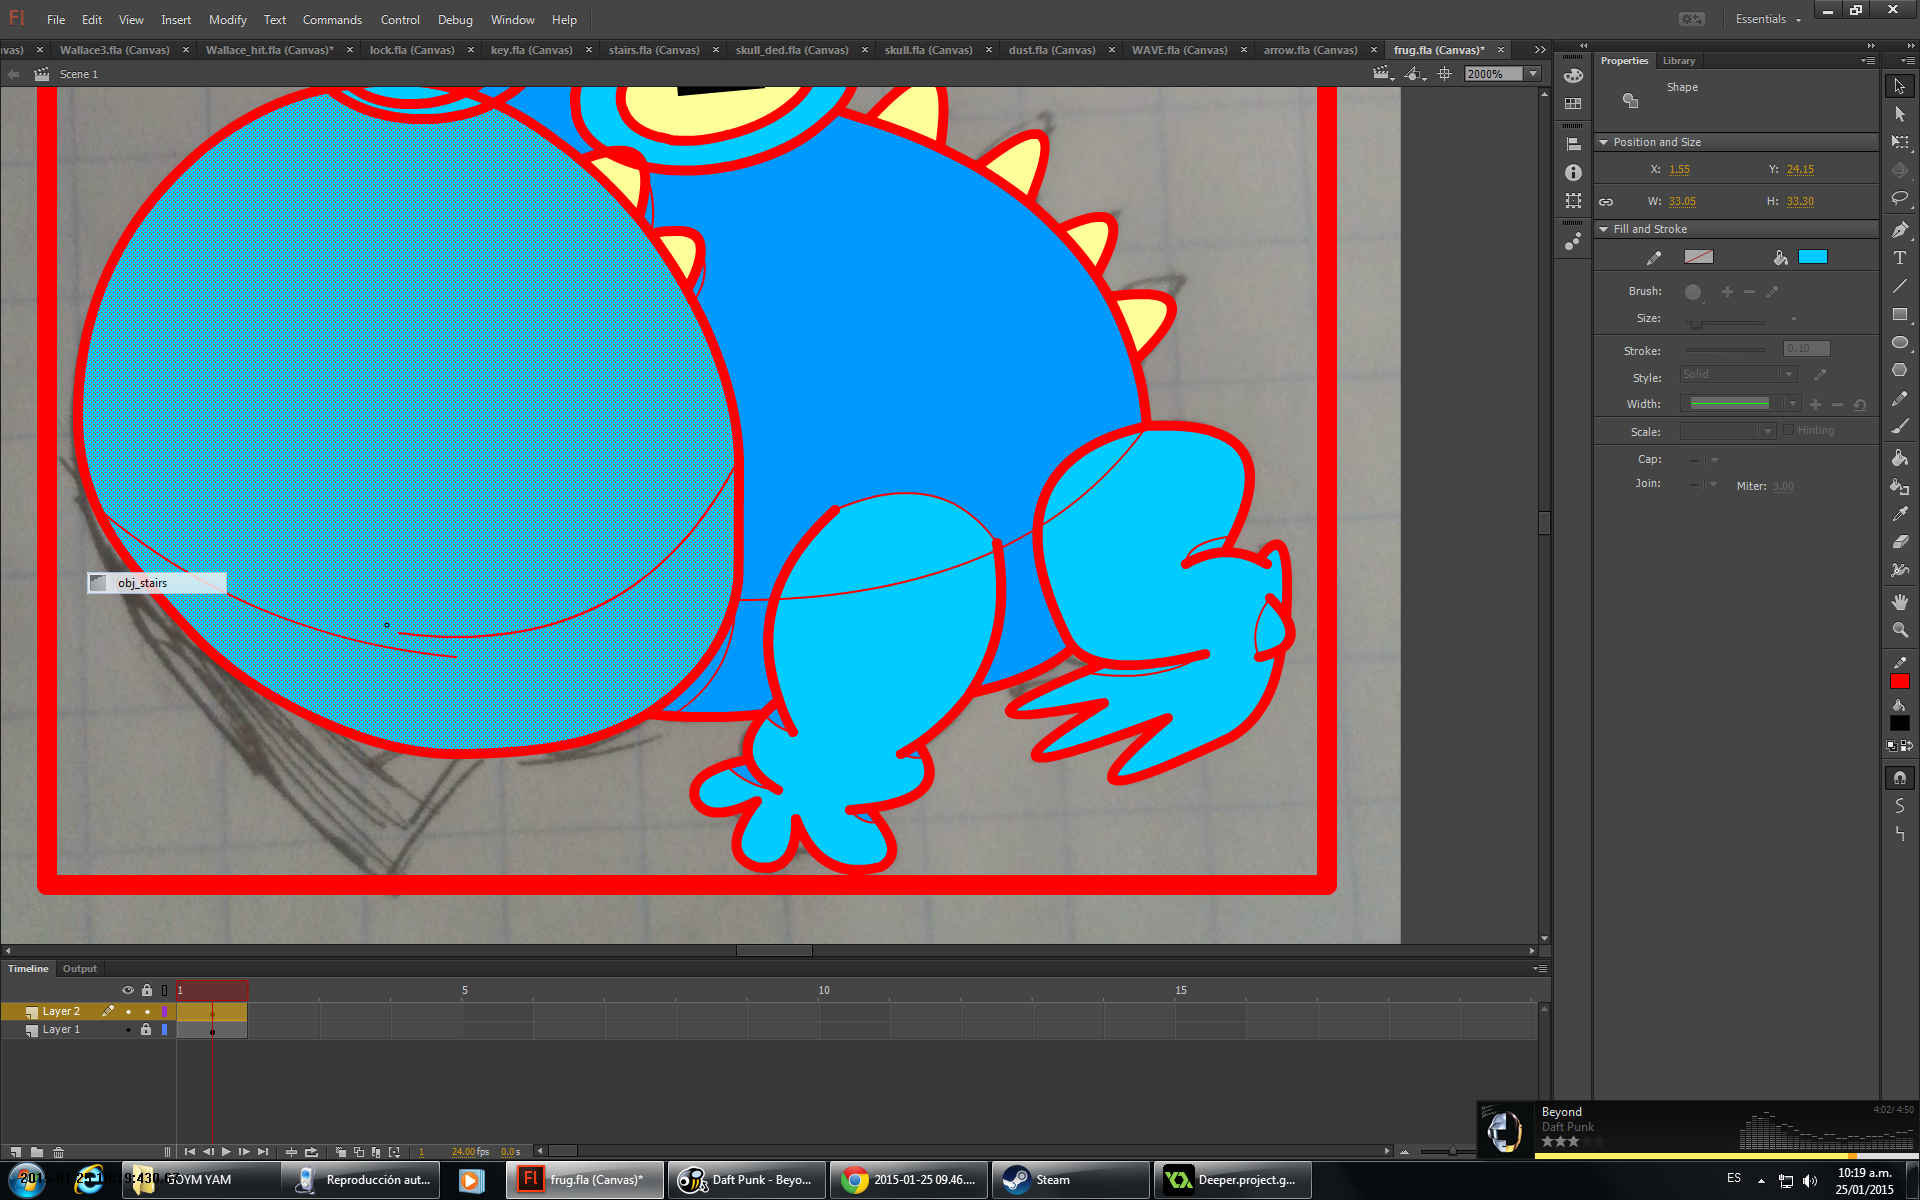 Fl File Edit View Insert Modify Text Commands Control Debug Window Help Essentials
vas) × Wallace3.fla (Canvas) × Wallace_hit.fla (Canvas)* × lock.fla (Canvas) × key.fla (Canvas) × stairs.fla (Canvas) × skull_ded.fla (Canvas) × skull.fla (Canvas) × dust.fla (Canvas) × WAVE.fla (Canvas) × arrow.fla (Canvas) × frug.fla (Canvas)* ×
Scene 1 2000%
Properties Library
Shape
Position and Size
X: 1.55 Y: 24.15
W: 33.05 H: 33.30
Fill and Stroke
Brush:
Size:
Stroke: 0.10
Style: Solid
Width:
Scale: Hinting
Cap:
Join: Miter: 3.00
obj_stairs
Timeline Output
1 5 10 15
Layer 2
Layer 1
1 24.00 fps 0.0 s
Beyond 4:02/ 4:50
Daft Punk
GOYM YAM Reproducción aut... Fl frug.fla (Canvas)* Daft Punk - Beyo... 2015-01-25 09.46.... Steam Deeper.project.g... ES 10:19 a.m.
25/01/2015